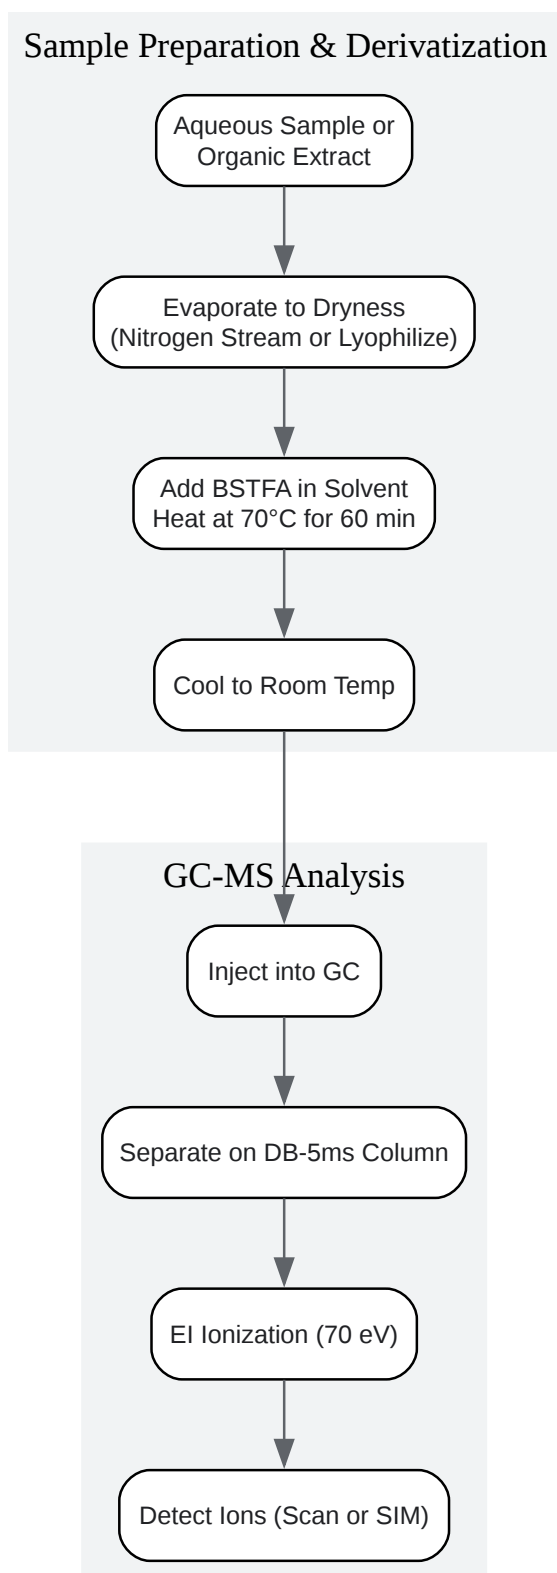 Sample Preparation & Derivatization
Aqueous Sample or
Organic Extract
Evaporate to Dryness
(Nitrogen Stream or Lyophilize)
Add BSTFA in Solvent
Heat at 70°C for 60 min
Cool to Room Temp
GC-MS Analysis
Inject into GC
Separate on DB-5ms Column
EI Ionization (70 eV)
Detect Ions (Scan or SIM)